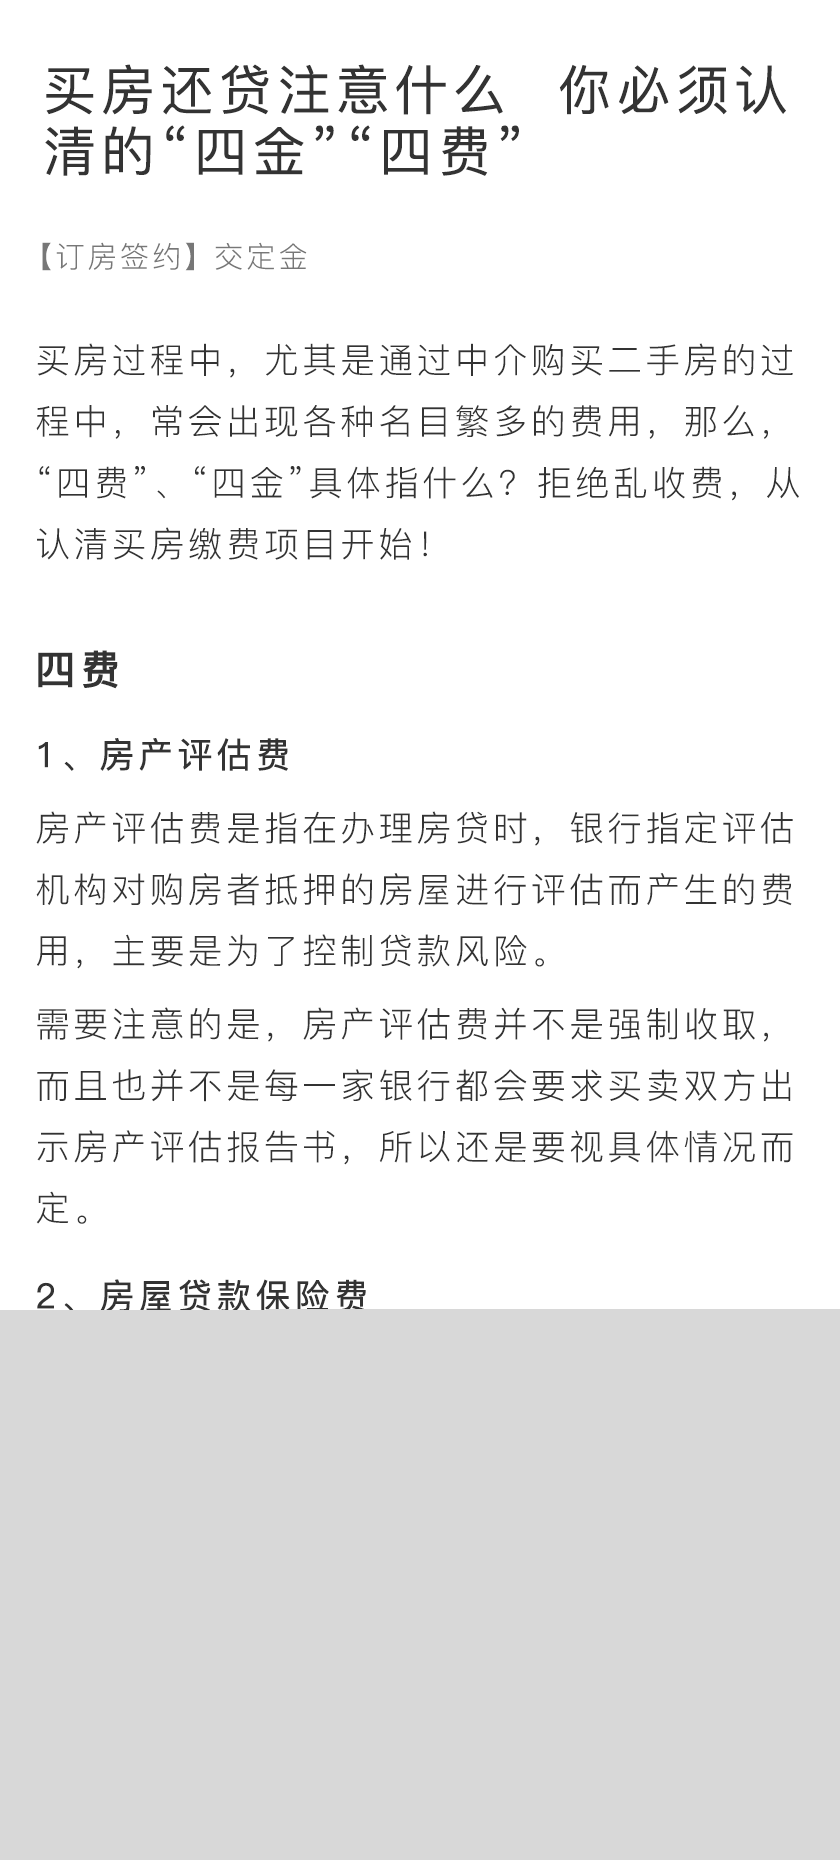 买房还贷注意什么 你必须认
清的“四金”“四费”
【订房签约】交定金
买房过程中，尤其是通过中介购买二手房的过
程中，常会出现各种名目繁多的费用，那么，
“四费”、“四金”具体指什么？拒绝乱收费，从
认清买房缴费项目开始！
四费
1、房产评估费
房产评估费是指在办理房贷时，银行指定评估
机构对购房者抵押的房屋进行评估而产生的费
用，主要是为了控制贷款风险。
需要注意的是，房产评估费并不是强制收取，
而且也并不是每一家银行都会要求买卖双方出
示房产评估报告书，所以还是要视具体情况而
定。
2、房屋贷款保险费